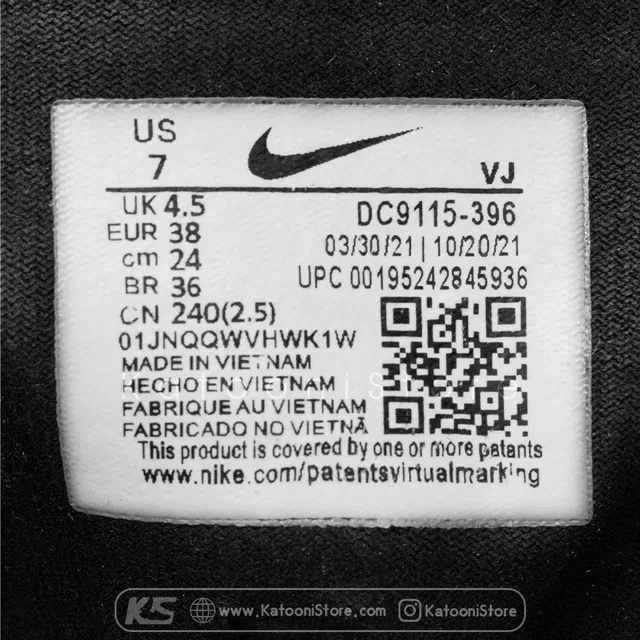 US
7
VJ
UK 4.5
EUR 38
cm 24
BR 36
CN 240(2.5)
DC9115-396
03/30/21 | 10/20/21
UPC 00195242845936
01JNQQWVHWK1W
MADE IN VIETNAM
HECHO EN VIETNAM
FABRIQUE AU VIETNAM
FABRICADO NO VIETNÃ
This product is covered by one or more patents
www.nike.com/patentsvirtualmarking
KatooniStore
KS www.KatooniStore.com KatooniStore